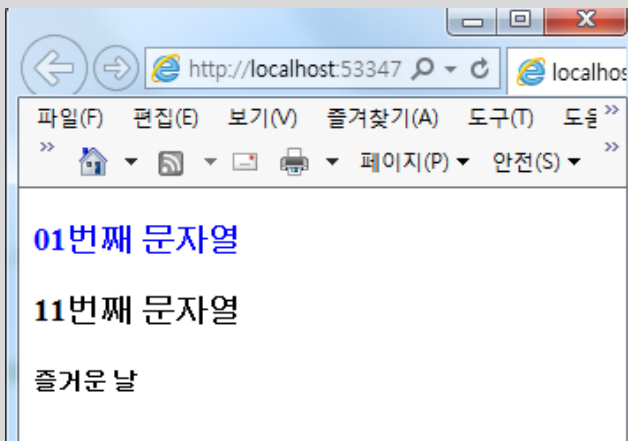 http://localhost:53347
localhos
파일(F) 편집(E) 보기(V) 즐겨찾기(A) 도구(T) 도움
페이지(P) 안전(S)
01번째 문자열
11번째 문자열
즐거운 날